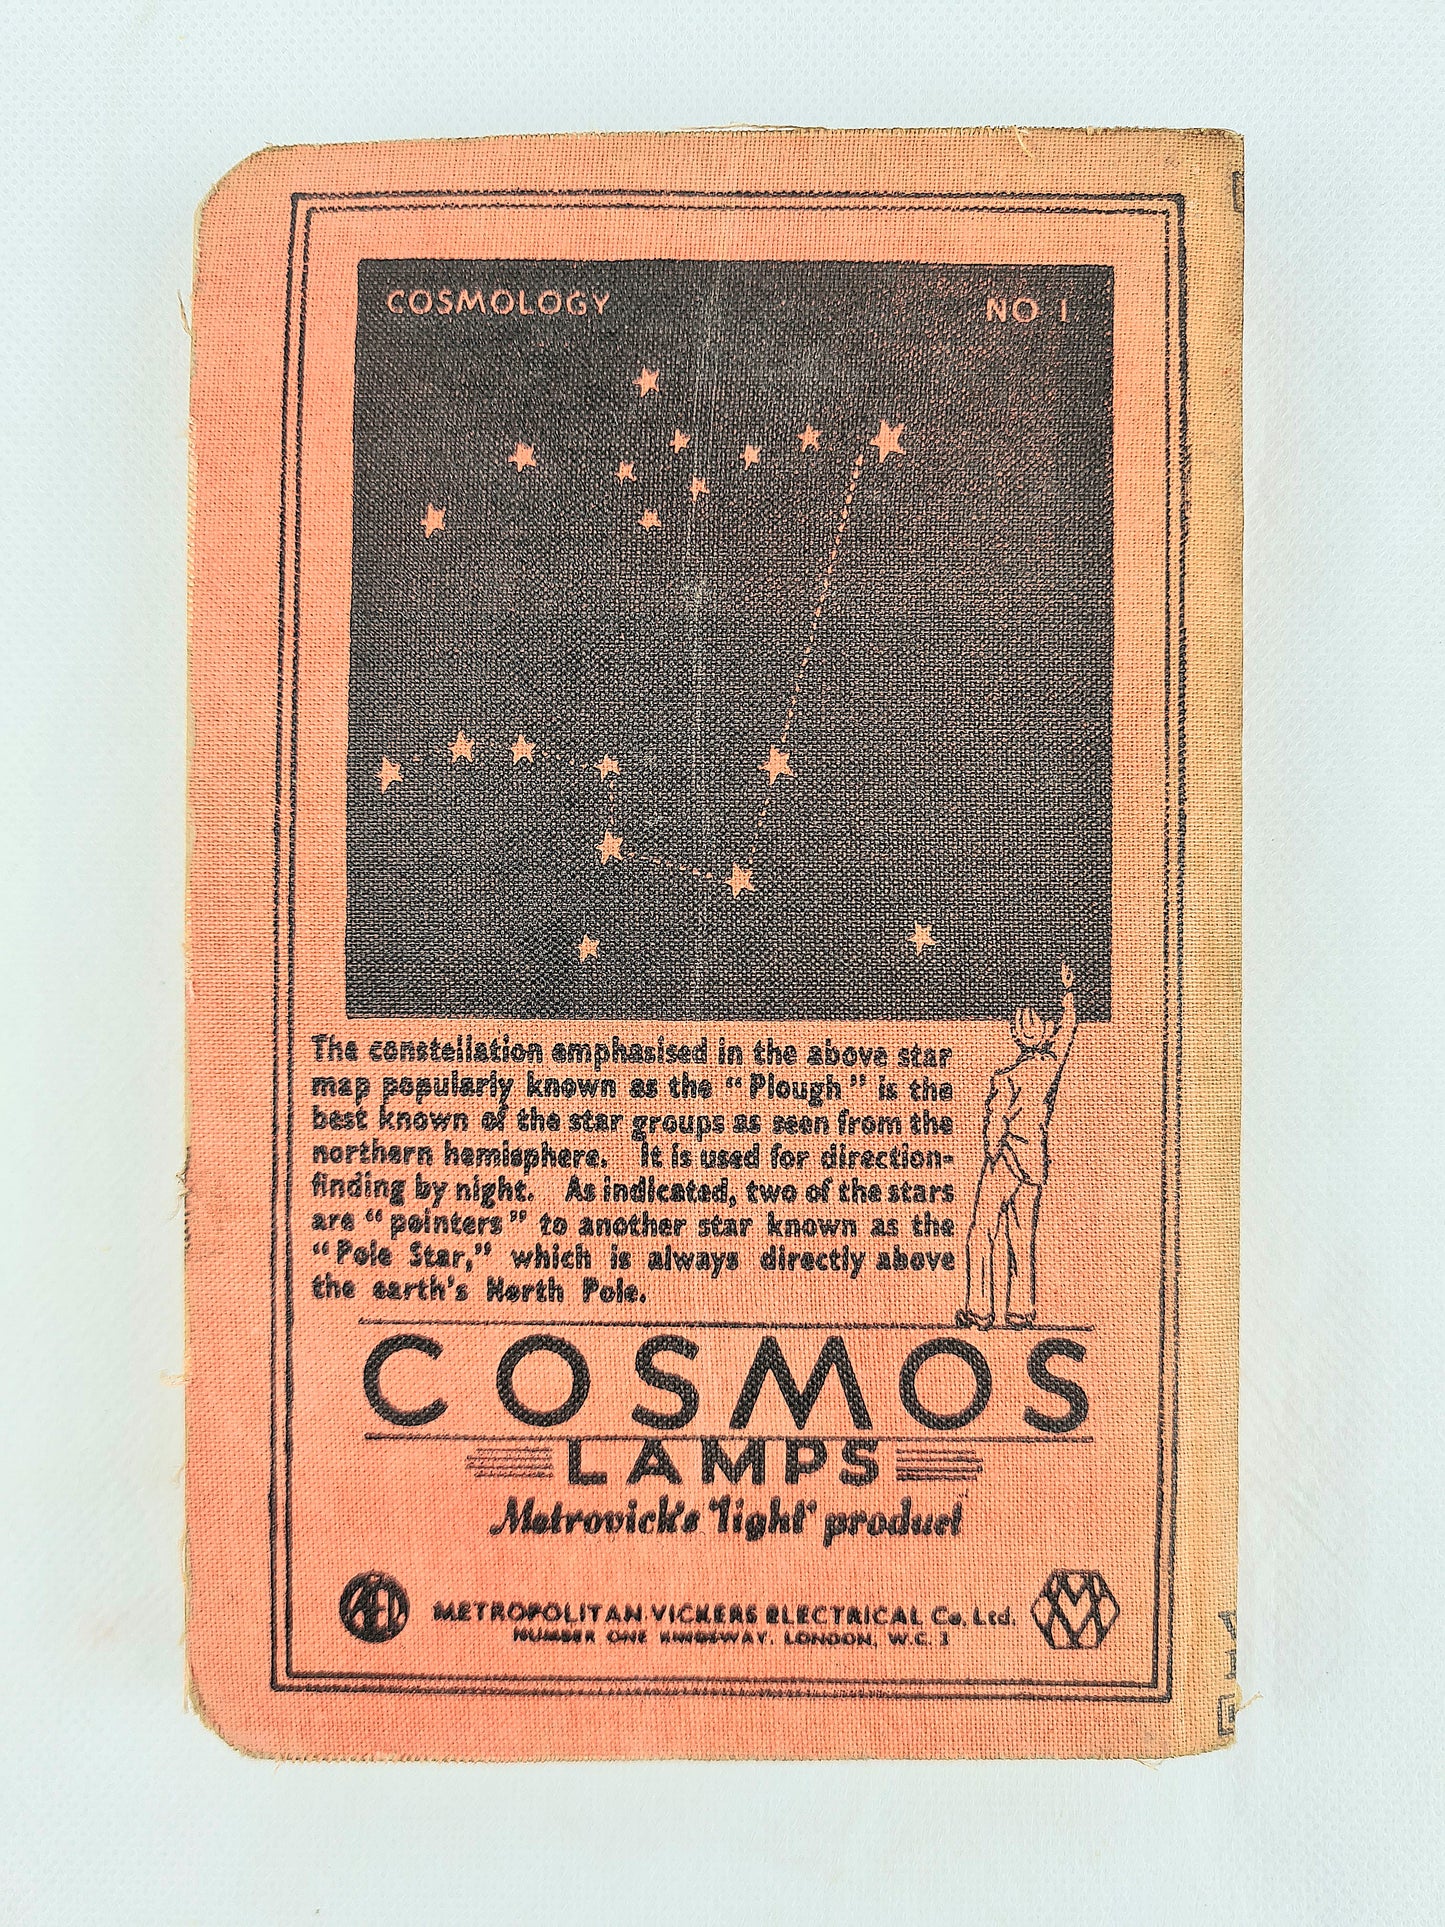 COSMOLOGY NO 1
The constellation emphasised in the above star
map popularly known as the "Plough" is the
best known of the star groups as seen from the
northern hemisphere. It is used for direction-
finding by night. As indicated, two of the stars
are "pointers" to another star known as the
"Pole Star," which is always directly above
the earth's North Pole.
COSMOS
LAMPS
Metrovick's 'light' product
AEI METROPOLITAN-VICKERS ELECTRICAL Co. Ltd. MV
NUMBER ONE KINGSWAY, LONDON, W.C. 2